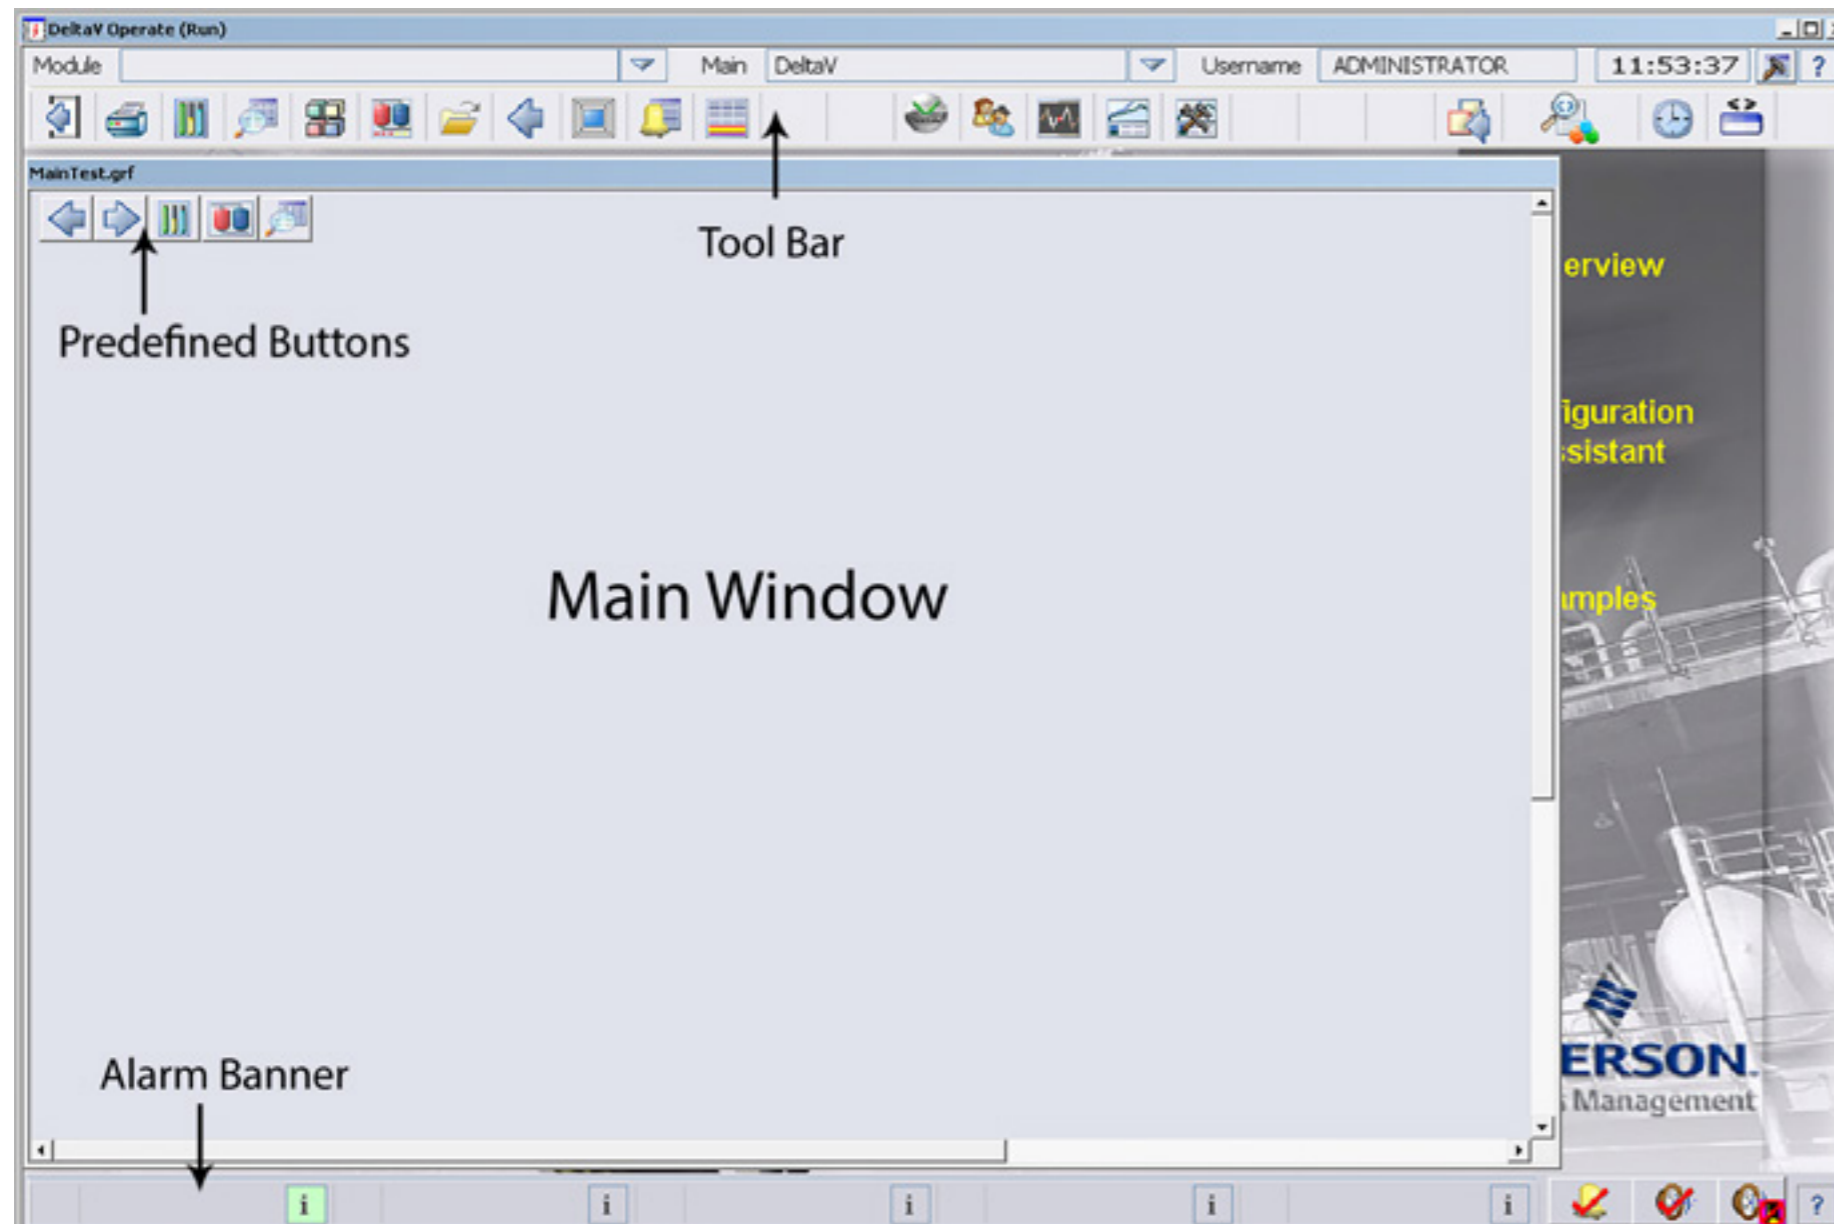 DeltaV Operate (Run)
Module Main DeltaV Username ADMINISTRATOR 11:53:37 ?
MainTest.grf
Tool Bar
erview
Predefined Buttons
iguration
sistant
Main Window
mples
ERSON.
Management
Alarm Banner
i i i i i ?